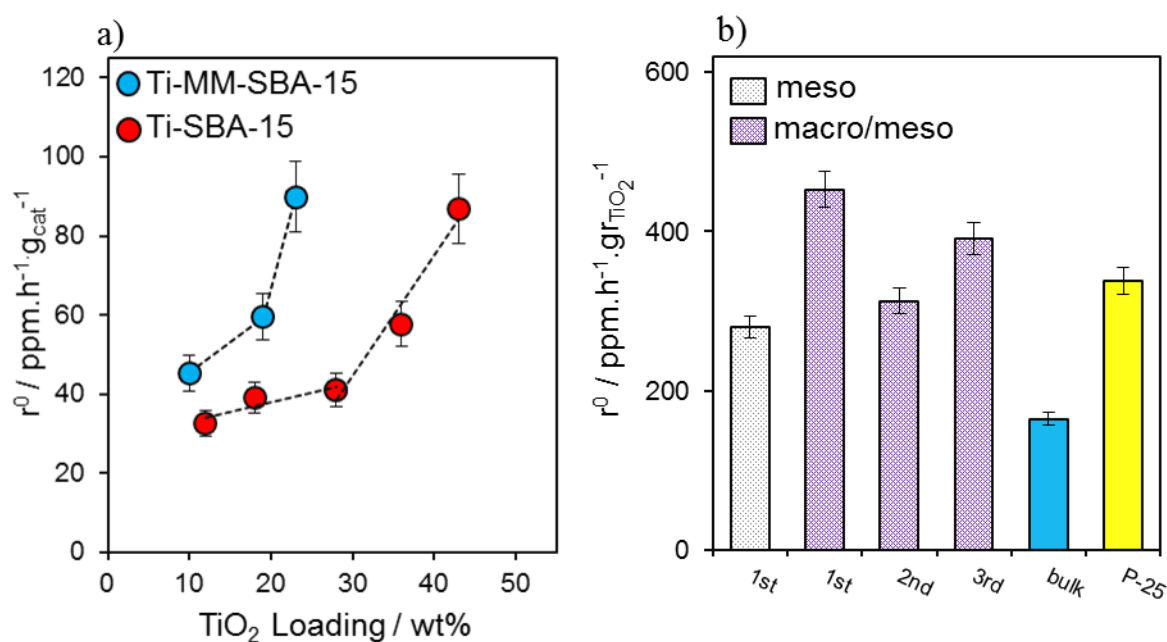 a)
Ti-MM-SBA-15
Ti-SBA-15
r⁰ / ppm.h⁻¹·g_cat⁻¹
120
100
80
60
40
20
0
0 10 20 30 40 50
TiO₂ Loading / wt%
b)
meso
macro/meso
r⁰ / ppm.h⁻¹·gr_TiO₂⁻¹
600
400
200
0
1st 1st 2nd 3rd bulk P-25